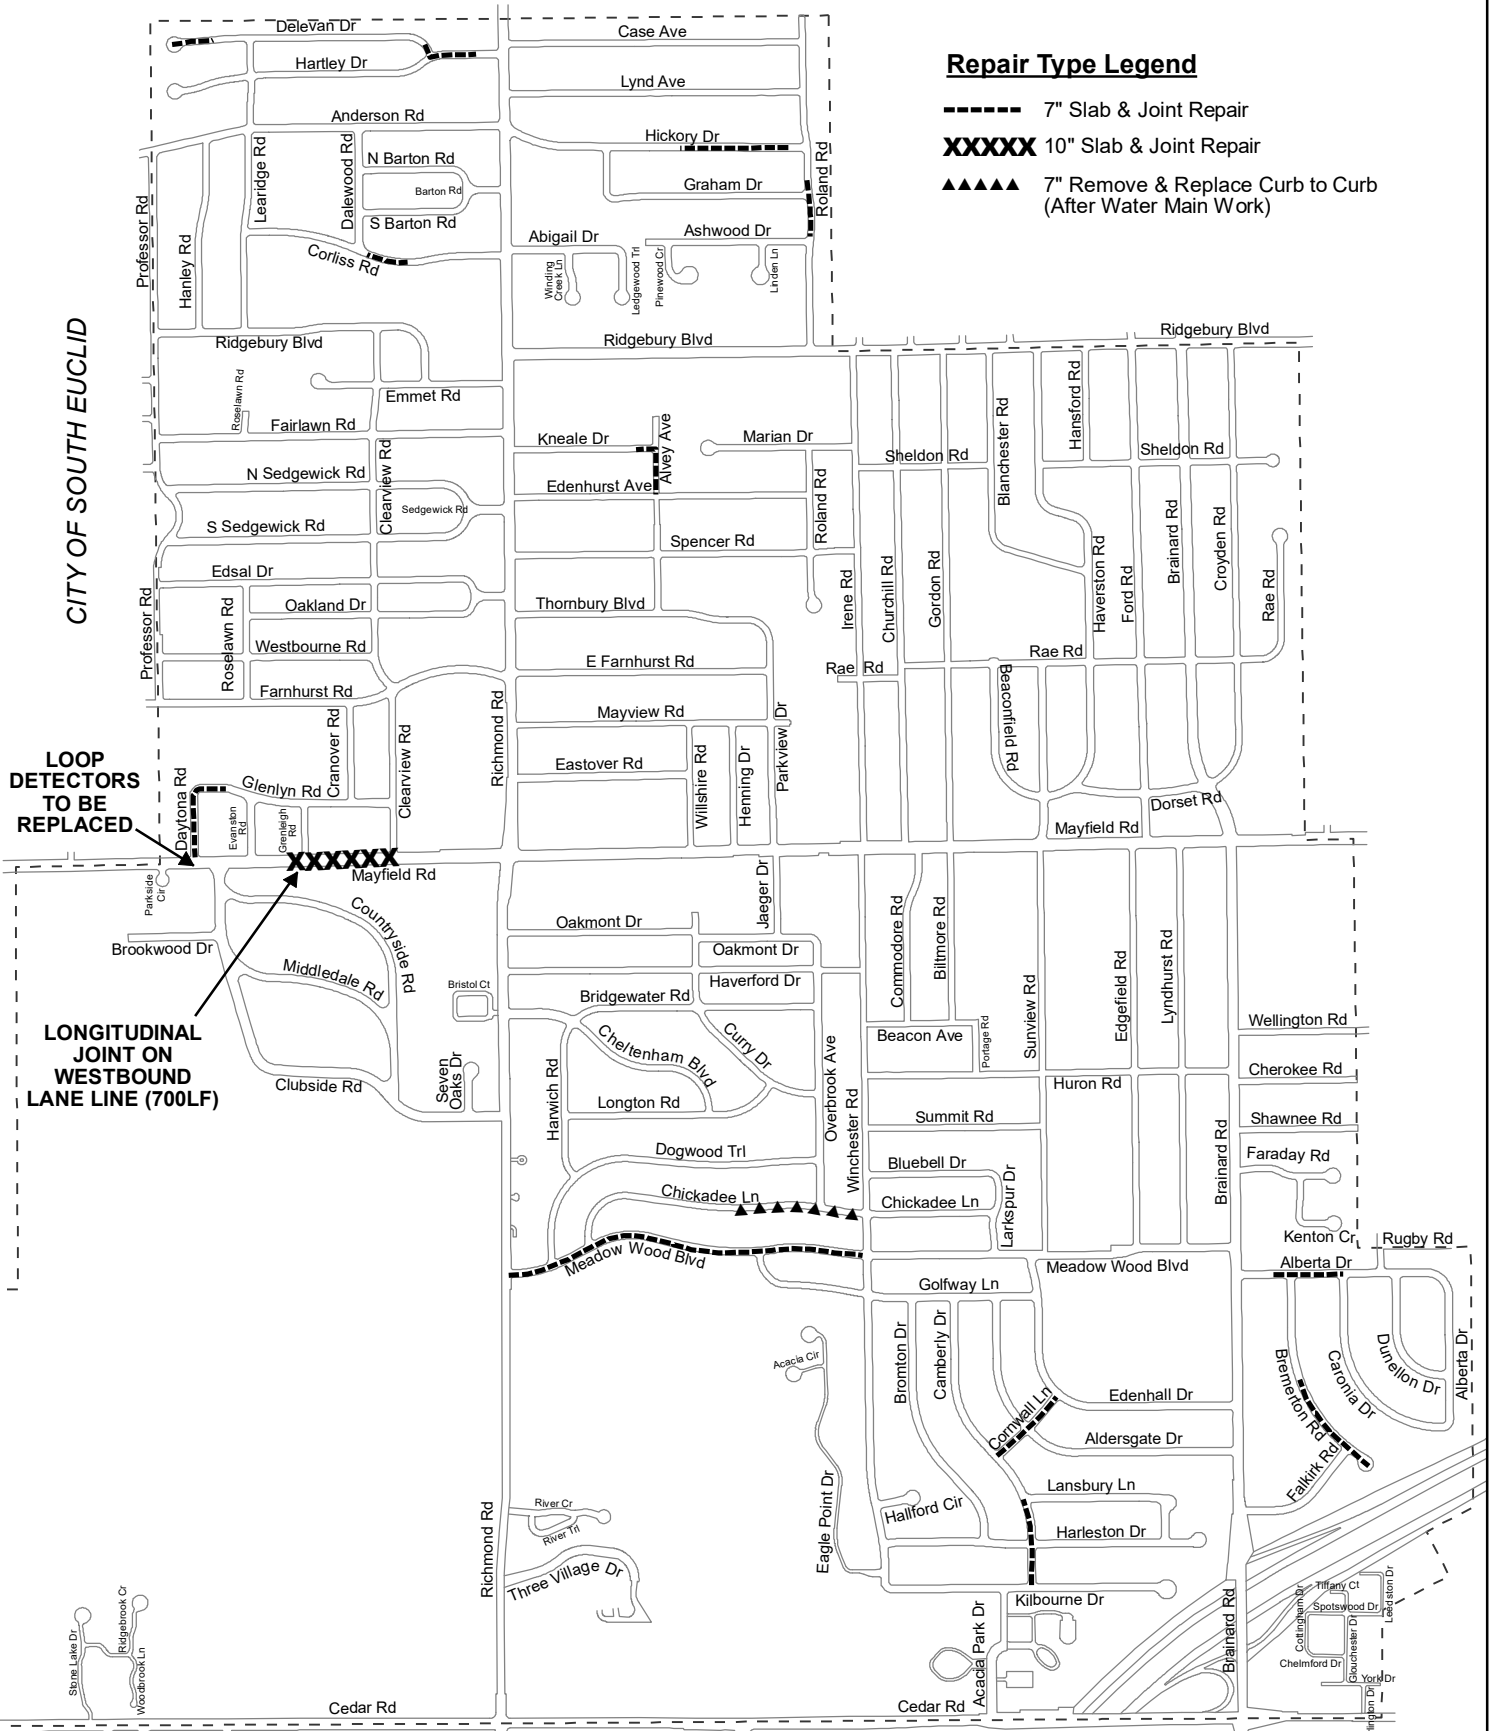 Delevan Dr
Case Ave
Hartley Dr
Lynd Ave
Repair Type Legend
7" Slab & Joint Repair
XXXXX 10" Slab & Joint Repair
7" Remove & Replace Curb to Curb
(After Water Main Work)
Anderson Rd
Hickory Dr
Learidge Rd
Dalewood Rd
N Barton Rd
Barton Rd
S Barton Rd
Graham Dr
Roland Rd
Professor Rd
Hanley Rd
Corliss Rd
Abigail Dr
Ashwood Dr
Winding
Creek Ln
Ledgewood Trl
Pinewood Cr
Linden Ln
CITY OF SOUTH EUCLID
Ridgebury Blvd
Ridgebury Blvd
Ridgebury Blvd
Roselawn Rd
Emmet Rd
Fairlawn Rd
Kneale Dr
Alvey Ave
Marian Dr
Sheldon Rd
Blanchester Rd
Hansford Rd
Sheldon Rd
N Sedgewick Rd
Clearview Rd
Sedgewick Rd
Edenhurst Ave
Roland Rd
S Sedgewick Rd
Spencer Rd
Brainard Rd
Croyden Rd
Edsal Dr
Irene Rd
Churchill Rd
Gordon Rd
Haverston Rd
Ford Rd
Rae Rd
Professor Rd
Roselawn Rd
Oakland Dr
Thornbury Blvd
Westbourne Rd
E Farnhurst Rd
Rae Rd
Rae Rd
Farnhurst Rd
Beaconfield Rd
Cranover Rd
Clearview Rd
Richmond Rd
Mayview Rd
Parkview Dr
Eastover Rd
Willshire Rd
Henning Dr
LOOP
DETECTORS
TO BE
REPLACED
Daytona Rd
Glenlyn Rd
Evanston
Rd
Grenleigh
Rd
Dorset Rd
Mayfield Rd
XXXXXX
Mayfield Rd
Parkside
Cir
Countryside Rd
Jaeger Dr
Oakmont Dr
Oakmont Dr
Brookwood Dr
Middledale Rd
Bristol Ct
Haverford Dr
Bridgewater Rd
Commodore Rd
Biltmore Rd
Sunview Rd
Edgefield Rd
Lyndhurst Rd
Wellington Rd
LONGITUDINAL
JOINT ON
WESTBOUND
LANE LINE (700LF)
Cheltenham Blvd
Curry Dr
Beacon Ave
Portage Rd
Clubside Rd
Seven
Oaks Dr
Hanwich Rd
Longton Rd
Overbrook Ave
Winchester Rd
Huron Rd
Cherokee Rd
Summit Rd
Shawnee Rd
Dogwood Trl
Bluebell Dr
Faraday Rd
Brainard Rd
Chickadee Ln
Chickadee Ln
Larkspur Dr
Kenton Cr
Rugby Rd
Meadow Wood Blvd
Meadow Wood Blvd
Alberta Dr
Golfway Ln
Acacia Cir
Bromton Dr
Camberly Dr
Bremerton Rd
Caronia Dr
Dunellon Dr
Alberta Dr
Edenhall Dr
Cornwall Ln
Aldersgate Dr
Falkirk Rd
Lansbury Ln
River Cr
River Trl
Eagle Point Dr
Hallford Cir
Harleston Dr
Richmond Rd
Three Village Dr
Kilbourne Dr
Tiffany Ct
Spotswood Dr
Leedston Dr
Cottingham Dr
Glouchester Dr
Chelmford Dr
York Dr
lington Dr
Ridgebrook Cr
Stone Lake Dr
Woodbrook Ln
Acacia Park Dr
Brainard Rd
Cedar Rd
Cedar Rd